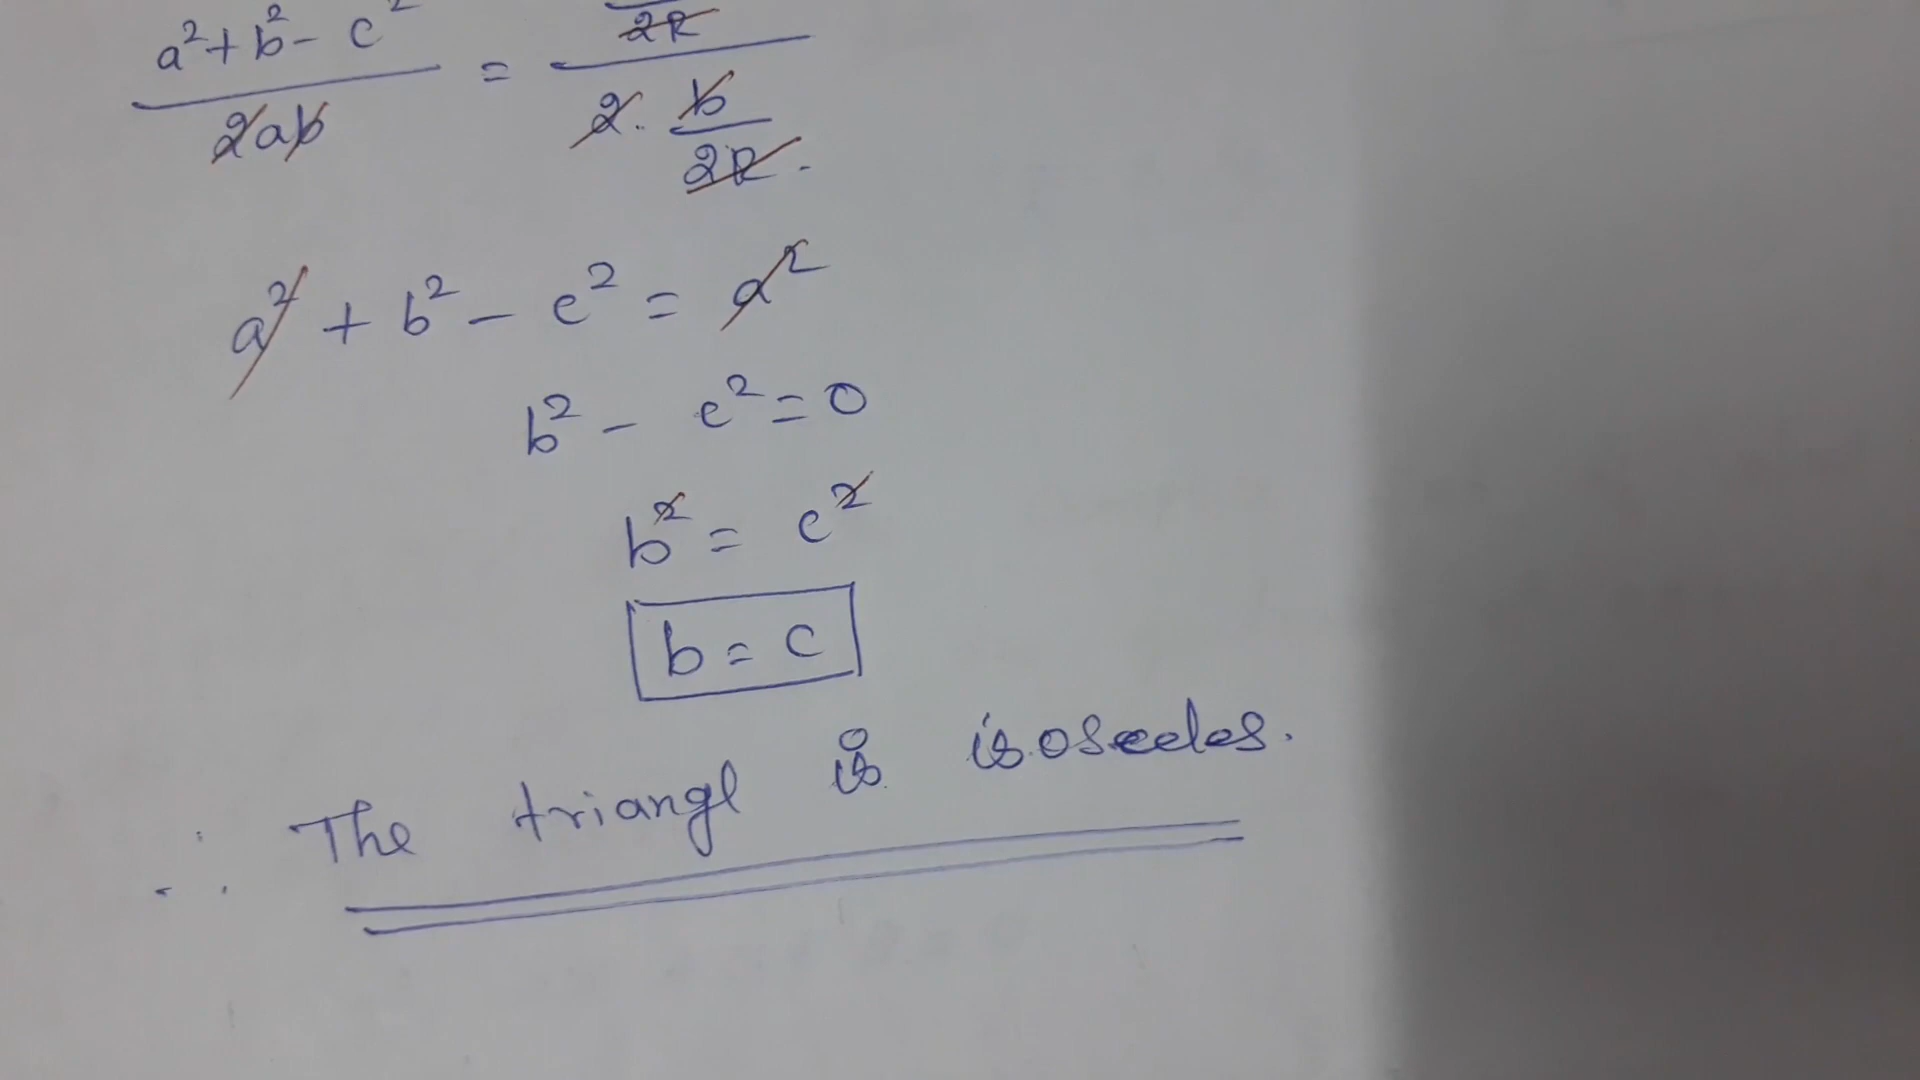 a²+b²-c²
2ab
=
2R
2. b
2R.
a² + b² - c² = a²
b² - c² = 0
b² = c²
b = c
∴ The triangl is isosceles.